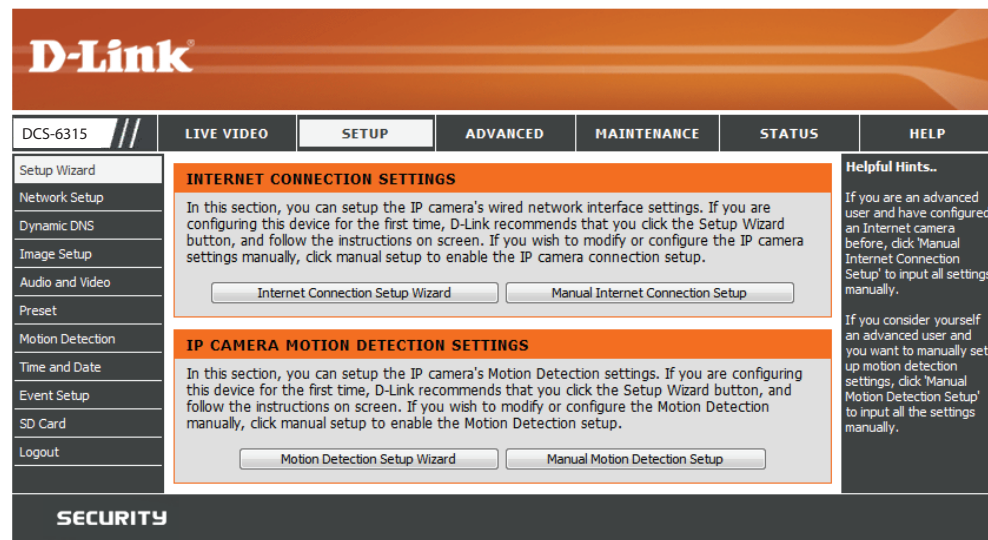 D-Link®
DCS-6315
LIVE VIDEO
SETUP
ADVANCED
MAINTENANCE
STATUS
HELP
Setup Wizard
Network Setup
Dynamic DNS
Image Setup
Audio and Video
Preset
Motion Detection
Time and Date
Event Setup
SD Card
Logout
INTERNET CONNECTION SETTINGS
In this section, you can setup the IP camera's wired network interface settings. If you are
configuring this device for the first time, D-Link recommends that you click the Setup Wizard
button, and follow the instructions on screen. If you wish to modify or configure the IP camera
settings manually, click manual setup to enable the IP camera connection setup.
Internet Connection Setup Wizard
Manual Internet Connection Setup
IP CAMERA MOTION DETECTION SETTINGS
In this section, you can setup the IP camera's Motion Detection settings. If you are configuring
this device for the first time, D-Link recommends that you click the Setup Wizard button, and
follow the instructions on screen. If you wish to modify or configure the Motion Detection
manually, click manual setup to enable the Motion Detection setup.
Motion Detection Setup Wizard
Manual Motion Detection Setup
Helpful Hints..
If you are an advanced
user and have configured
an Internet camera
before, click 'Manual
Internet Connection
Setup' to input all settings
manually.
If you consider yourself
an advanced user and
you want to manually set
up motion detection
settings, click 'Manual
Motion Detection Setup'
to input all the settings
manually.
SECURITY